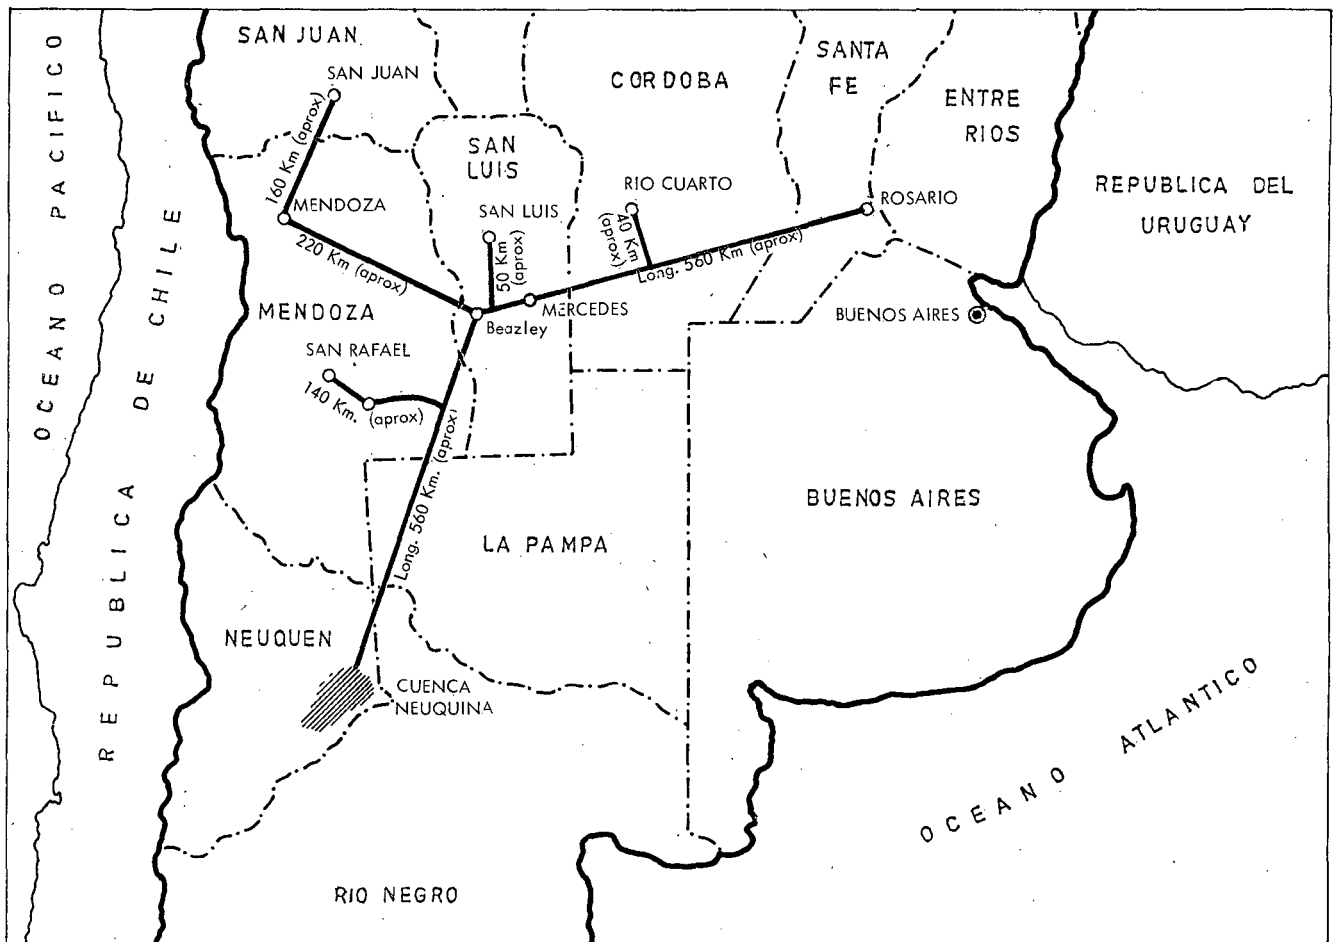 OCEANO PACIFICO
REPUBLICA DE CHILE
SAN JUAN
SAN JUAN
160 Km (aprox)
MENDOZA
220 Km (aprox)
MENDOZA
SAN RAFAEL
140 Km.
(aprox)
SAN
LUIS
SAN LUIS
50 Km
(aprox)
MERCEDES
Beazley
CORDOBA
RIO CUARTO
40 Km
(aprox)
Long. 560 Km (aprox)
SANTA
FE
ENTRE
RIOS
ROSARIO
REPUBLICA DEL
URUGUAY
BUENOS AIRES
BUENOS AIRES
Long. 560 Km. (aprox)
LA PAMPA
NEUQUEN
CUENCA
NEUQUINA
RIO NEGRO
OCEANO ATLANTICO